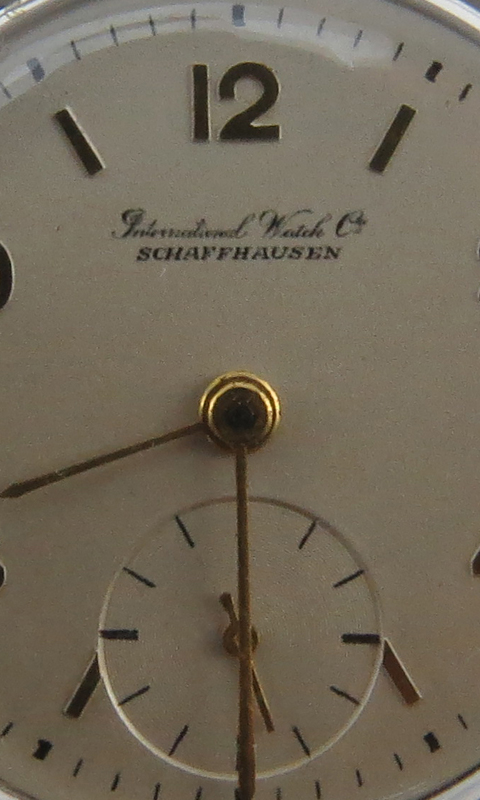 12
International Watch Co
SCHAFFHAUSEN